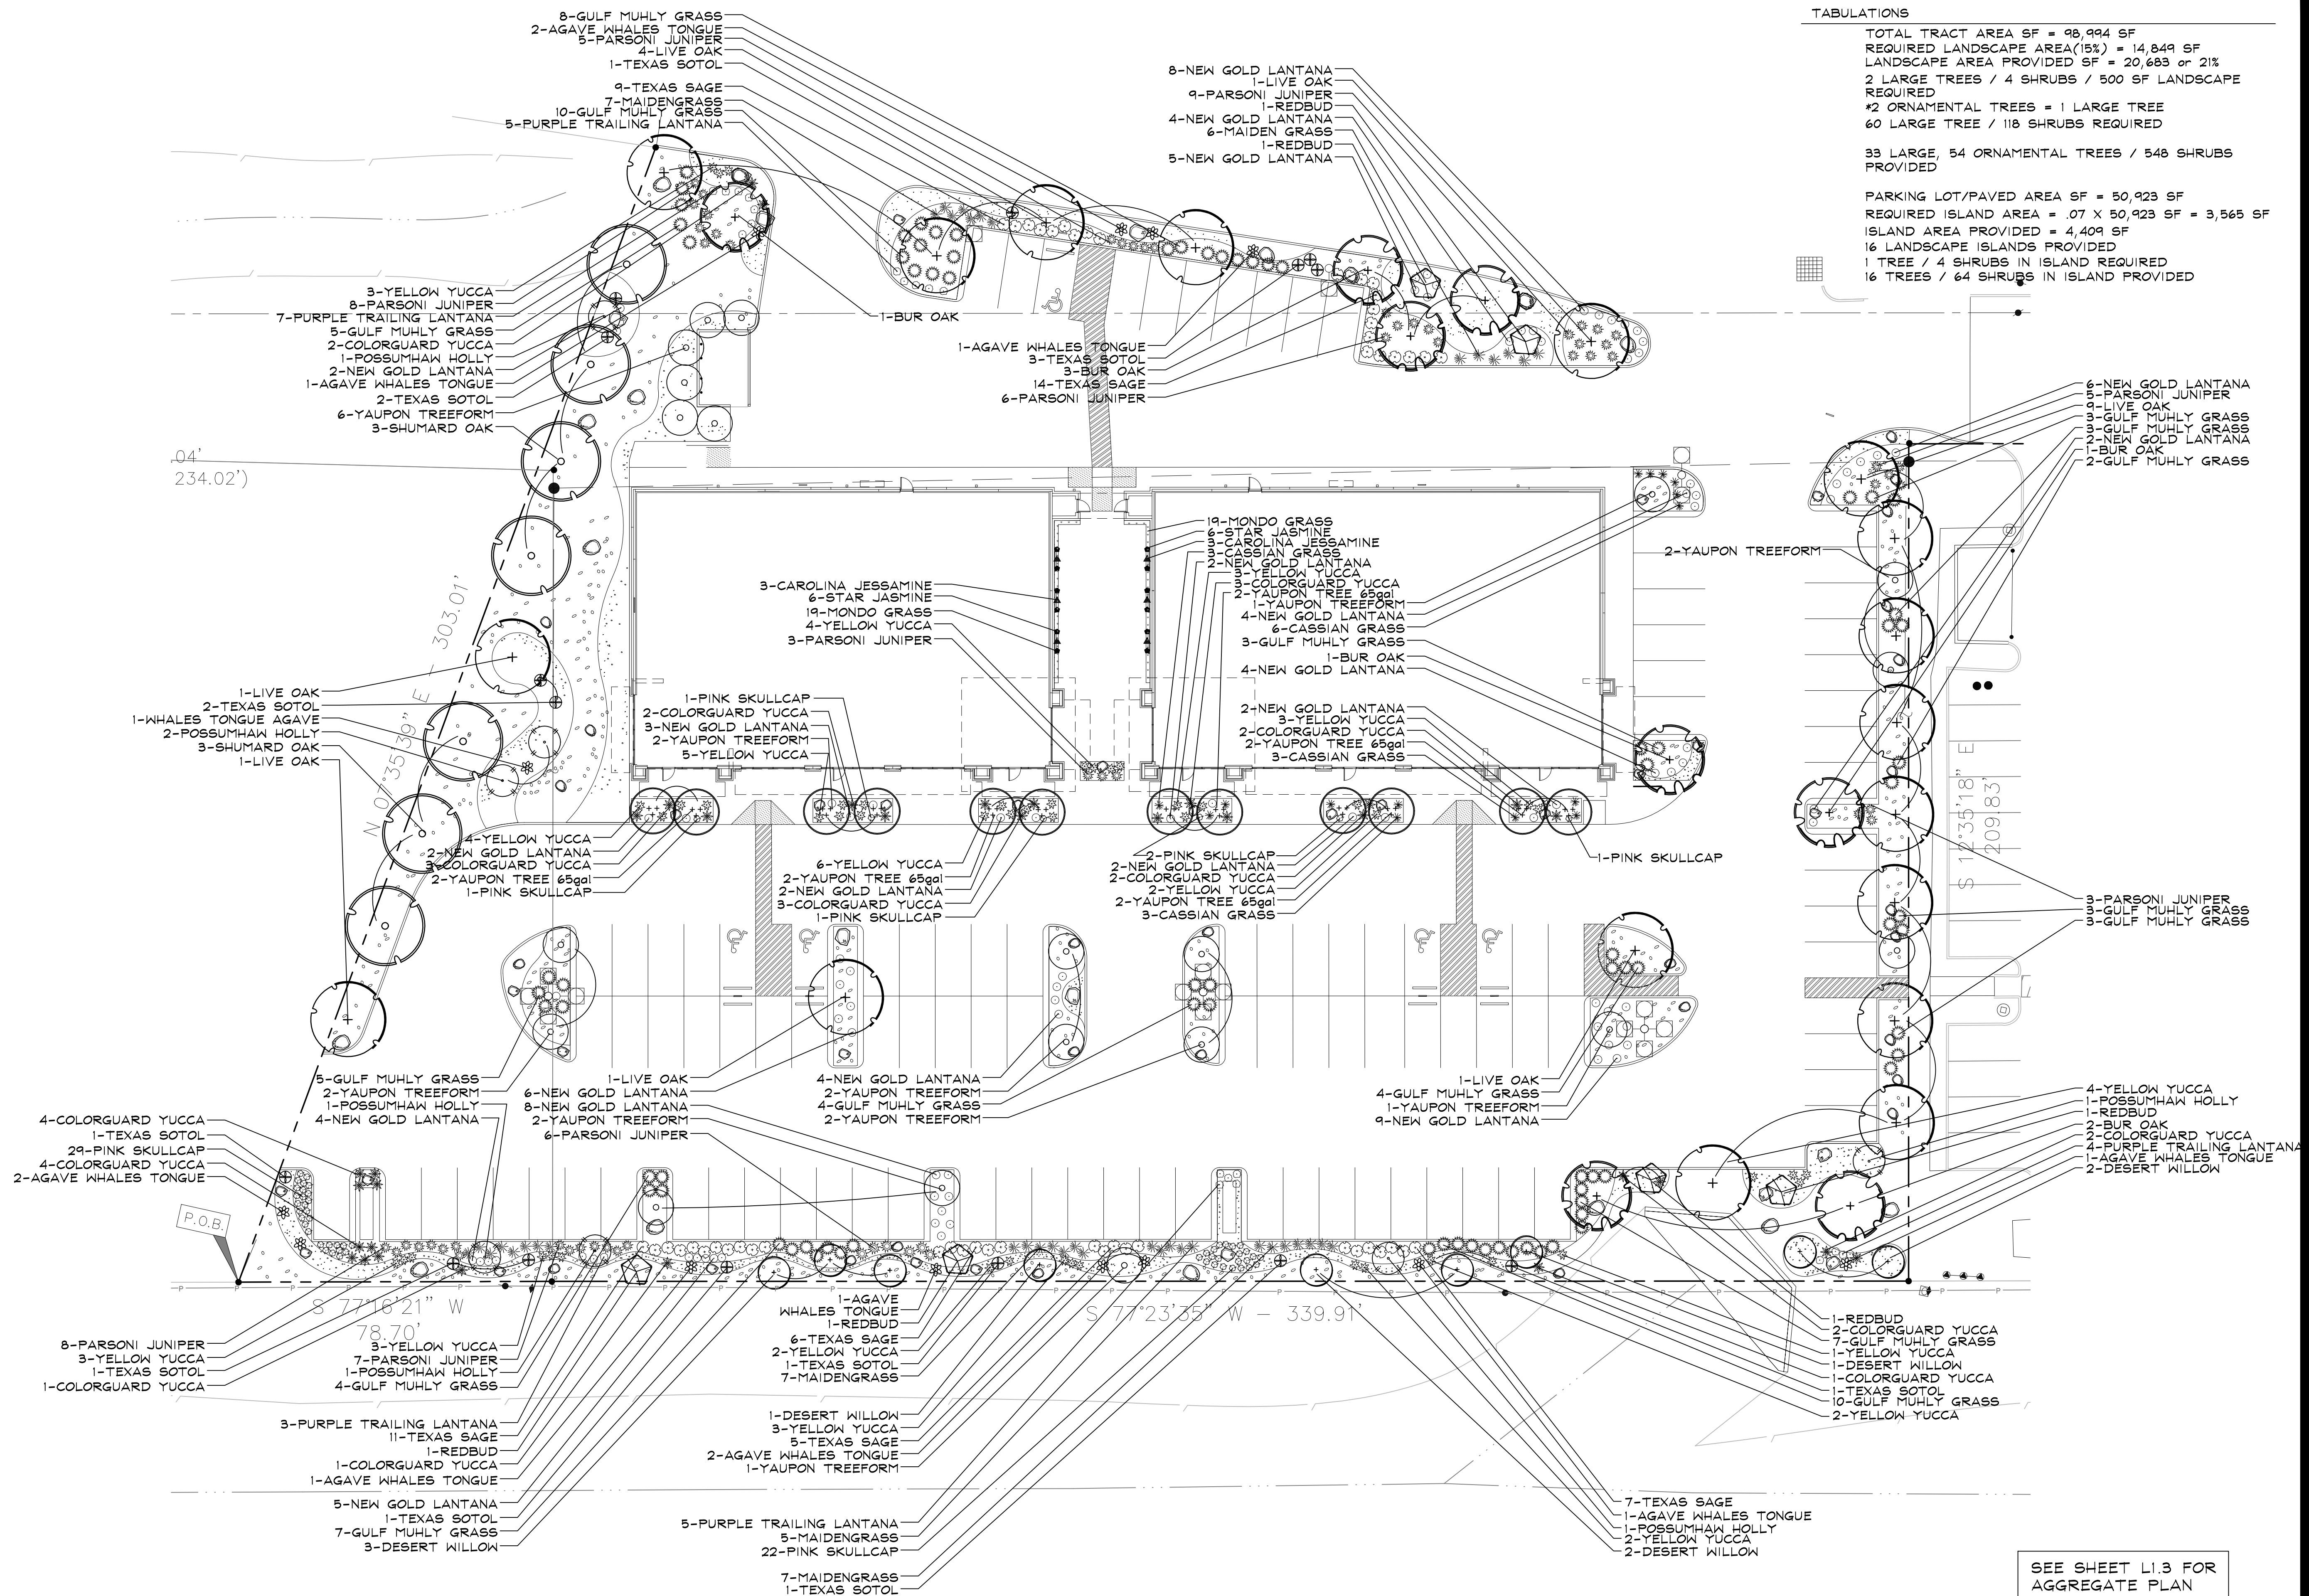 TABULATIONS
TOTAL TRACT AREA SF = 98,994 SF
REQUIRED LANDSCAPE AREA(15%) = 14,849 SF
LANDSCAPE AREA PROVIDED SF = 20,683 or 21%
2 LARGE TREES / 4 SHRUBS / 500 SF LANDSCAPE
REQUIRED
*2 ORNAMENTAL TREES = 1 LARGE TREE
60 LARGE TREE / 118 SHRUBS REQUIRED
33 LARGE, 54 ORNAMENTAL TREES / 548 SHRUBS
PROVIDED
PARKING LOT/PAVED AREA SF = 50,923 SF
REQUIRED ISLAND AREA = .07 X 50,923 SF = 3,565 SF
ISLAND AREA PROVIDED = 4,409 SF
16 LANDSCAPE ISLANDS PROVIDED
1 TREE / 4 SHRUBS IN ISLAND REQUIRED
16 TREES / 64 SHRUBS IN ISLAND PROVIDED
8-GULF MUHLY GRASS
2-AGAVE WHALES TONGUE
5-PARSONI JUNIPER
4-LIVE OAK
1-TEXAS SOTOL
9-TEXAS SAGE
7-MAIDENGRASS
10-GULF MUHLY GRASS
5-PURPLE TRAILING LANTANA
8-NEW GOLD LANTANA
1-LIVE OAK
9-PARSONI JUNIPER
1-REDBUD
4-NEW GOLD LANTANA
6-MAIDEN GRASS
1-REDBUD
5-NEW GOLD LANTANA
3-YELLOW YUCCA
8-PARSONI JUNIPER
7-PURPLE TRAILING LANTANA
5-GULF MUHLY GRASS
2-COLORGUARD YUCCA
1-POSSUMHAW HOLLY
2-NEW GOLD LANTANA
1-AGAVE WHALES TONGUE
2-TEXAS SOTOL
6-YAUPON TREEFORM
3-SHUMARD OAK
1-BUR OAK
1-AGAVE WHALES TONGUE
3-TEXAS SOTOL
3-BUR OAK
14-TEXAS SAGE
6-PARSONI JUNIPER
6-NEW GOLD LANTANA
5-PARSONI JUNIPER
9-LIVE OAK
3-GULF MUHLY GRASS
3-GULF MUHLY GRASS
2-NEW GOLD LANTANA
1-BUR OAK
2-GULF MUHLY GRASS
04'
234.02')
N 07°35'39" E - 303.01'
19-MONDO GRASS
6-STAR JASMINE
3-CAROLINA JESSAMINE
3-CASSIAN GRASS
2-NEW GOLD LANTANA
3-YELLOW YUCCA
3-COLORGUARD YUCCA
2-YAUPON TREE 65gal
1-YAUPON TREEFORM
4-NEW GOLD LANTANA
6-CASSIAN GRASS
3-GULF MUHLY GRASS
1-BUR OAK
4-NEW GOLD LANTANA
2-YAUPON TREEFORM
3-CAROLINA JESSAMINE
6-STAR JASMINE
19-MONDO GRASS
4-YELLOW YUCCA
3-PARSONI JUNIPER
1-LIVE OAK
2-TEXAS SOTOL
1-WHALES TONGUE AGAVE
2-POSSUMHAW HOLLY
3-SHUMARD OAK
1-LIVE OAK
1-PINK SKULLCAP
2-COLORGUARD YUCCA
3-NEW GOLD LANTANA
2-YAUPON TREEFORM
5-YELLOW YUCCA
2-NEW GOLD LANTANA
3-YELLOW YUCCA
2-COLORGUARD YUCCA
2-YAUPON TREE 65gal
3-CASSIAN GRASS
S 12°35'18" E
209.83'
4-YELLOW YUCCA
2-NEW GOLD LANTANA
3-COLORGUARD YUCCA
2-YAUPON TREE 65gal
1-PINK SKULLCAP
6-YELLOW YUCCA
2-YAUPON TREE 65gal
2-NEW GOLD LANTANA
3-COLORGUARD YUCCA
1-PINK SKULLCAP
2-PINK SKULLCAP
2-NEW GOLD LANTANA
2-COLORGUARD YUCCA
2-YELLOW YUCCA
2-YAUPON TREE 65gal
3-CASSIAN GRASS
1-PINK SKULLCAP
3-PARSONI JUNIPER
3-GULF MUHLY GRASS
3-GULF MUHLY GRASS
5-GULF MUHLY GRASS
2-YAUPON TREEFORM
1-POSSUMHAW HOLLY
4-NEW GOLD LANTANA
1-LIVE OAK
6-NEW GOLD LANTANA
8-NEW GOLD LANTANA
2-YAUPON TREEFORM
6-PARSONI JUNIPER
4-NEW GOLD LANTANA
2-YAUPON TREEFORM
4-GULF MUHLY GRASS
2-YAUPON TREEFORM
1-LIVE OAK
4-GULF MUHLY GRASS
1-YAUPON TREEFORM
9-NEW GOLD LANTANA
4-YELLOW YUCCA
1-POSSUMHAW HOLLY
1-REDBUD
2-BUR OAK
2-COLORGUARD YUCCA
4-PURPLE TRAILING LANTANA
1-AGAVE WHALES TONGUE
2-DESERT WILLOW
4-COLORGUARD YUCCA
1-TEXAS SOTOL
29-PINK SKULLCAP
4-COLORGUARD YUCCA
2-AGAVE WHALES TONGUE
P.O.B.
S 77°16'21" W
78.70'
S 77°23'35" W - 339.91'
8-PARSONI JUNIPER
3-YELLOW YUCCA
1-TEXAS SOTOL
1-COLORGUARD YUCCA
3-YELLOW YUCCA
7-PARSONI JUNIPER
1-POSSUMHAW HOLLY
4-GULF MUHLY GRASS
3-PURPLE TRAILING LANTANA
11-TEXAS SAGE
1-REDBUD
1-COLORGUARD YUCCA
1-AGAVE WHALES TONGUE
5-NEW GOLD LANTANA
1-TEXAS SOTOL
7-GULF MUHLY GRASS
3-DESERT WILLOW
1-AGAVE
WHALES TONGUE
1-REDBUD
6-TEXAS SAGE
2-YELLOW YUCCA
1-TEXAS SOTOL
7-MAIDENGRASS
1-DESERT WILLOW
3-YELLOW YUCCA
5-TEXAS SAGE
2-AGAVE WHALES TONGUE
1-YAUPON TREEFORM
5-PURPLE TRAILING LANTANA
5-MAIDENGRASS
22-PINK SKULLCAP
7-MAIDENGRASS
1-TEXAS SOTOL
1-REDBUD
2-COLORGUARD YUCCA
7-GULF MUHLY GRASS
1-YELLOW YUCCA
1-DESERT WILLOW
1-COLORGUARD YUCCA
1-TEXAS SOTOL
10-GULF MUHLY GRASS
2-YELLOW YUCCA
7-TEXAS SAGE
1-AGAVE WHALES TONGUE
1-POSSUMHAW HOLLY
2-YELLOW YUCCA
2-DESERT WILLOW
SEE SHEET L1.3 FOR
AGGREGATE PLAN